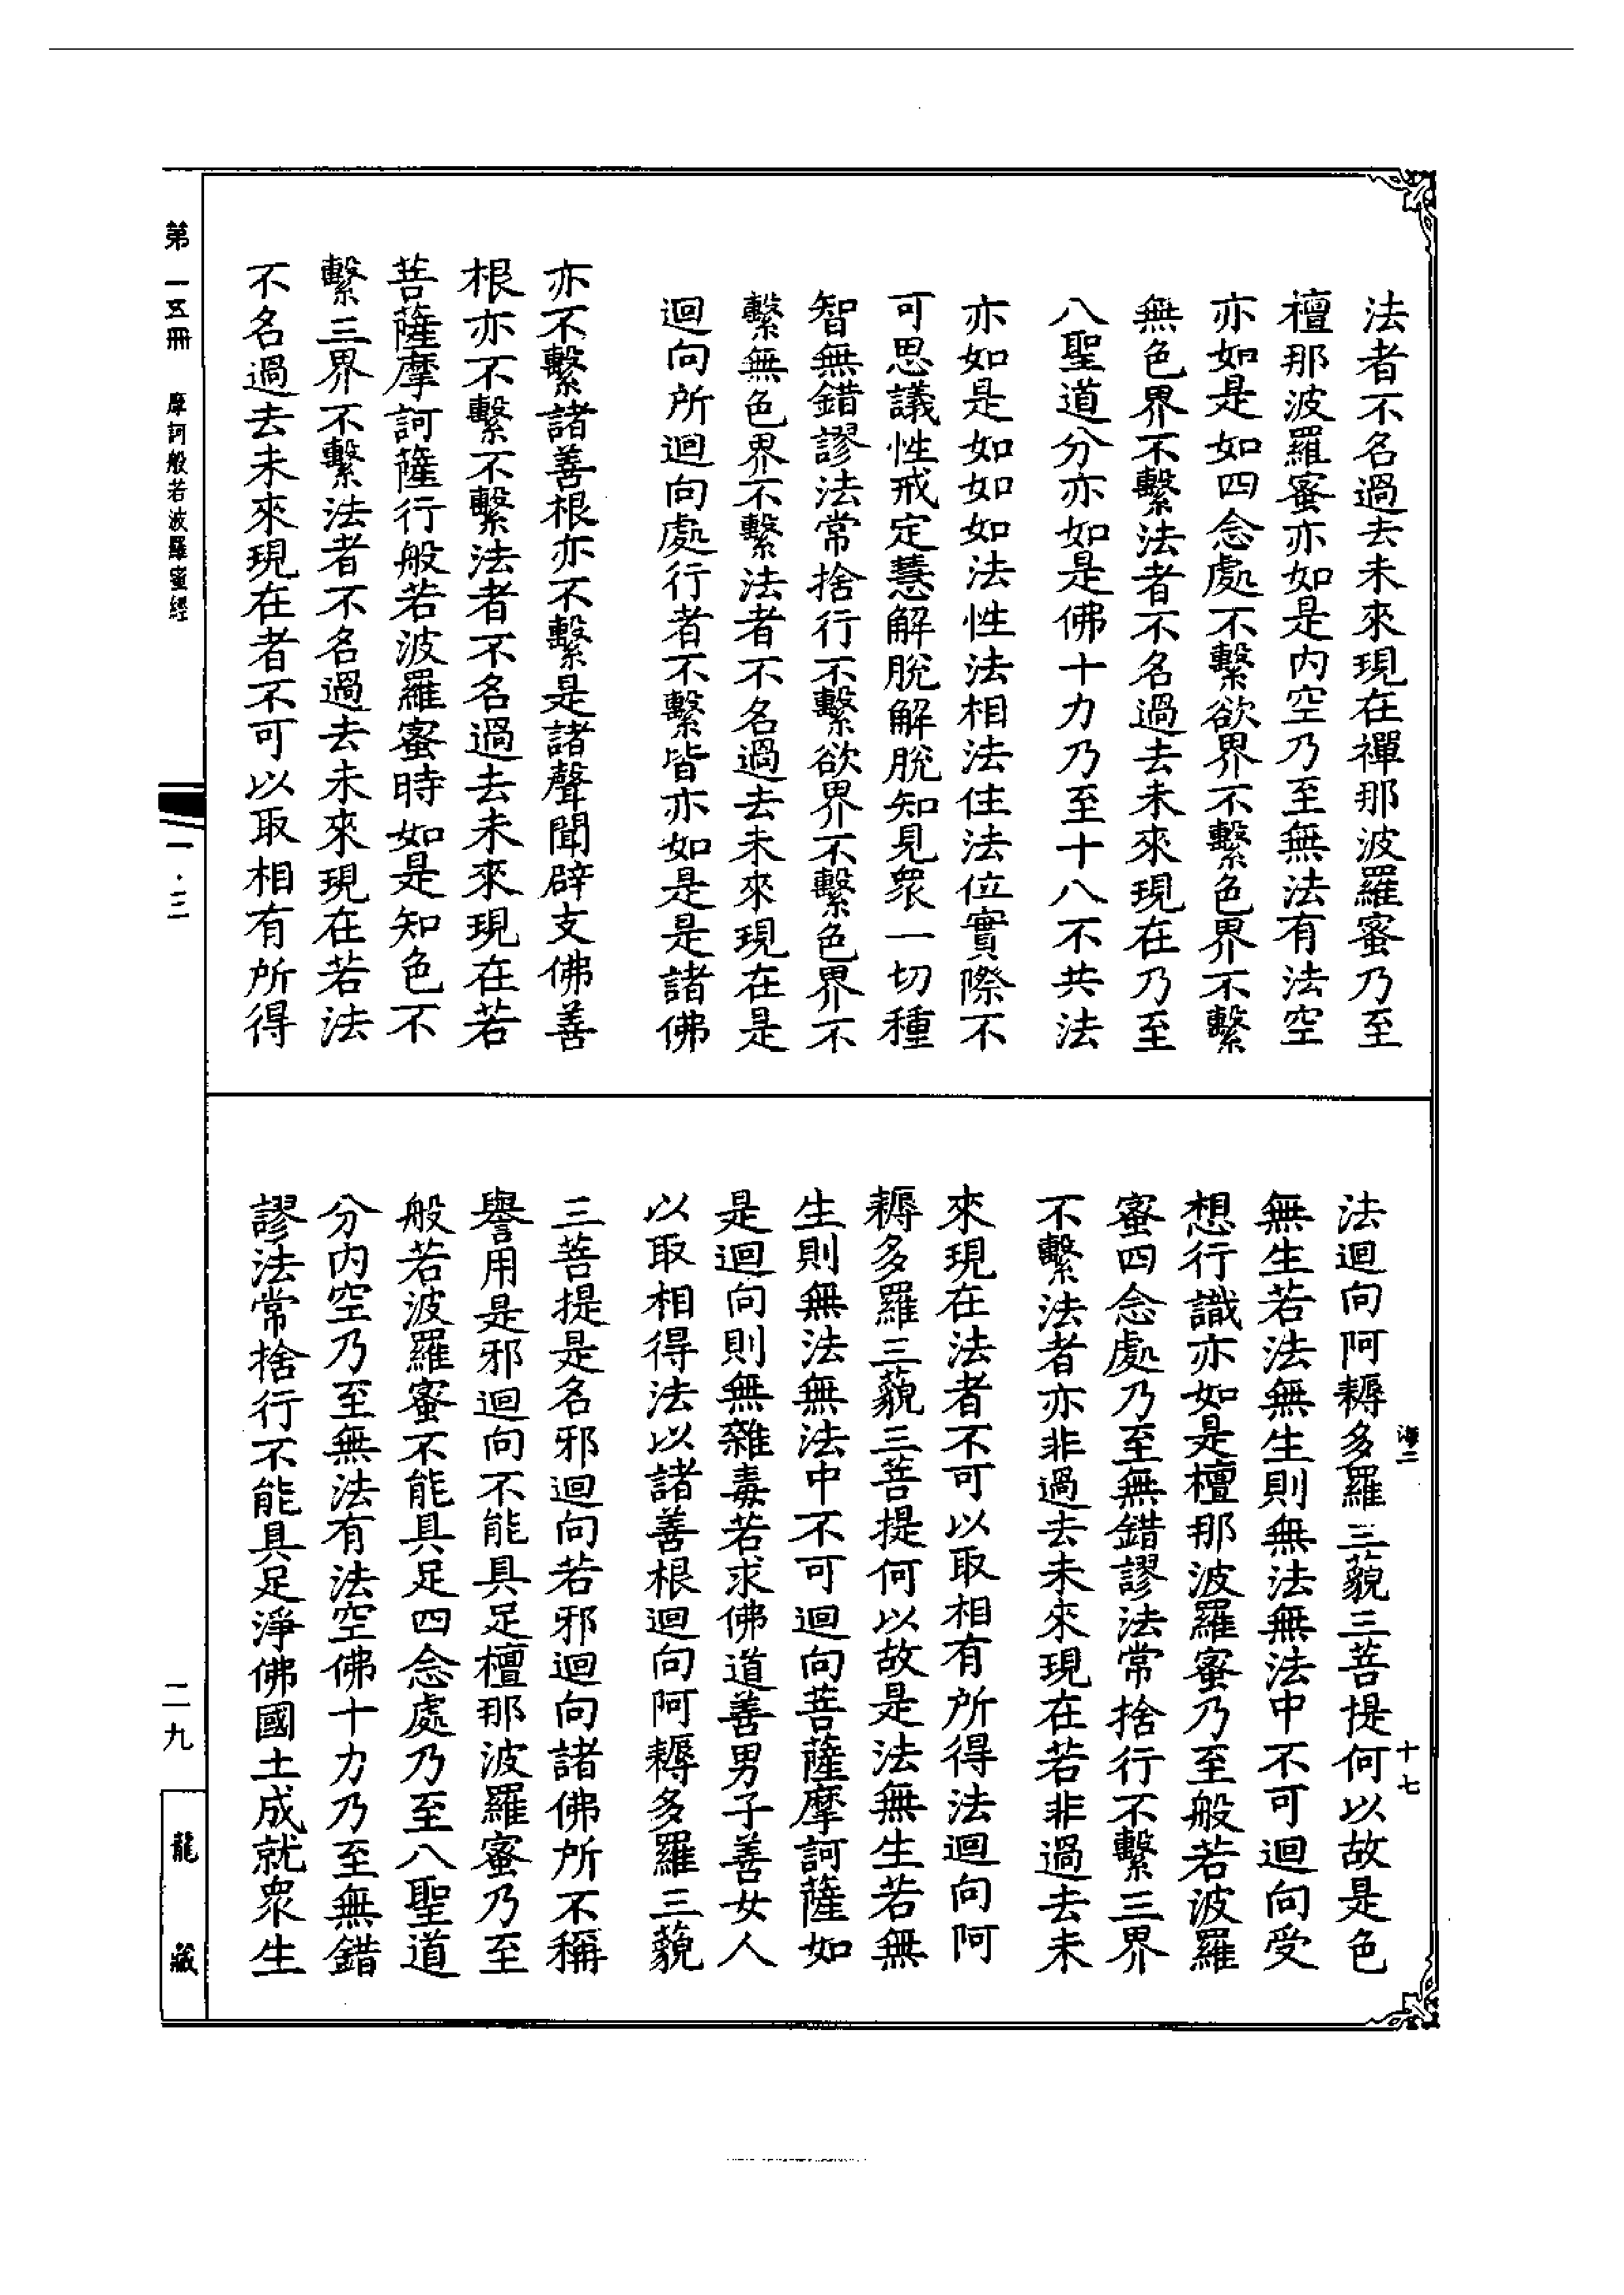 法者不名過去未來現在禪那波羅蜜乃至
檀那波羅蜜亦如是内空乃至無法有法空
亦如是如四念處不繫欲界不繫色界不繫
無色界不繫法者不名過去未來現在乃至
八聖道分亦如是佛十力乃至十八不共法
亦如是如如如法性法相法住法位實際不
可思議性戒定慧解脫解脫知見衆一切種
智無錯謬法常捨行不繫欲界不繫色界不
繫無色界不繫法者不名過去未來現在是
迴向所迴向處行者不繫皆亦如是是諸佛
亦不繫諸善根亦不繫是諸聲聞辟支佛善
根亦不繫不繫法者不名過去未來現在若
菩薩摩訶薩行般若波羅蜜時如是知色不
繫三界不繫法者不名過去未來現在若法
不名過去未來現在者不可以取相有所得
法迴向阿耨多羅三藐三菩提何以故是色
無生若法無生則無法無法中不可迴向受
想行識亦如是檀那波羅蜜乃至般若波羅
蜜四念處乃至無錯謬法常捨行不繫三界
不繫法者亦非過去未來現在若非過去未
來現在法者不可以取相有所得法迴向阿
耨多羅三藐三菩提何以故是法無生若無
生則無法無法中不可迴向菩薩摩訶薩如
是迴向則無雜毒若求佛道善男子善女人
以取相得法以諸善根迴向阿耨多羅三藐
三菩提是名邪迴向若邪迴向諸佛所不稱
譽用是邪迴向不能具足檀那波羅蜜乃至
般若波羅蜜不能具足四念處乃至八聖道
分内空乃至無法有法空佛十力乃至無錯
謬法常捨行不能具足淨佛國土成就衆生
海二
十七
第一五冊 摩訶般若波羅蜜經
一·三
二九
龍藏